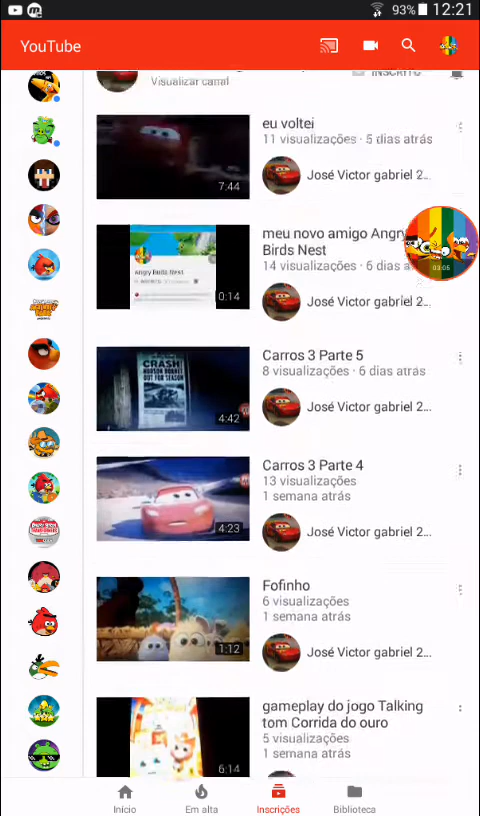 93% 12:21
YouTube
Visualizar canal
INSCRITO
eu voltei
11 visualizações · 5 dias atrás
7:44
José Victor gabriel 2...
meu novo amigo Angry
Birds Nest
14 visualizações · 6 dias a
Angry Birds Nest
0:14
03:05
José Victor gabriel 2...
Carros 3 Parte 5
8 visualizações · 6 dias atrás
CRASH!
HUDSON HORNET
OUT FOR SEASON
4:42
José Victor gabriel 2...
Carros 3 Parte 4
13 visualizações
1 semana atrás
4:23
José Victor gabriel 2...
Fofinho
6 visualizações
1 semana atrás
1:12
José Victor gabriel 2...
gameplay do jogo Talking
tom Corrida do ouro
5 visualizações
1 semana atrás
6:14
Início
Em alta
Inscrições
Biblioteca